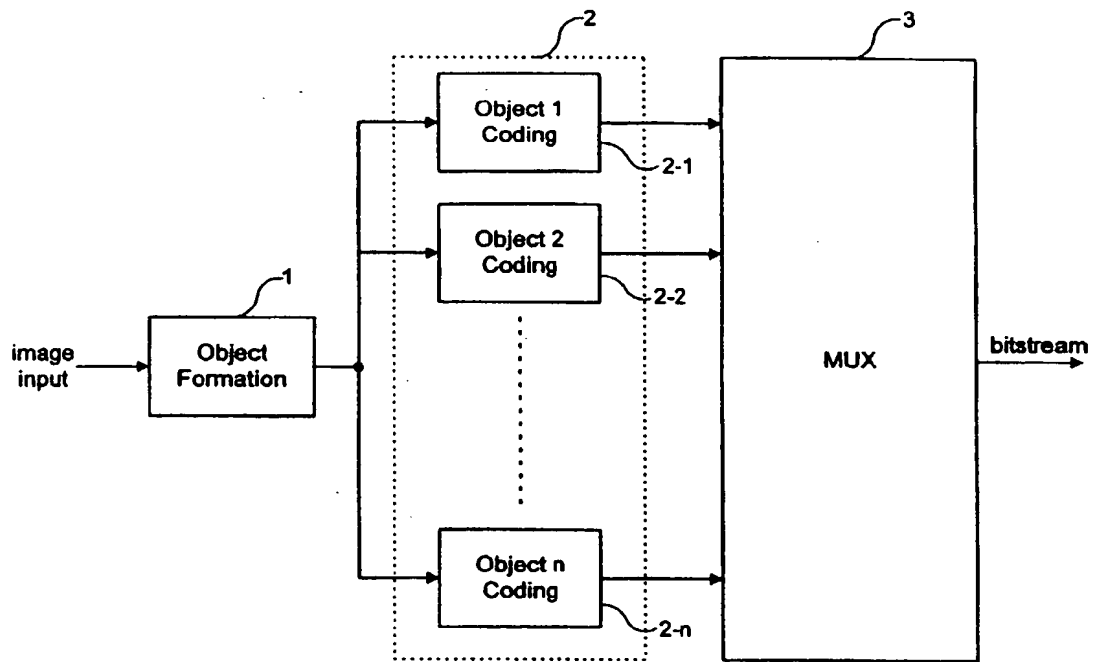 2
3
Object 1
Coding
2-1
Object 2
Coding
2-2
1
image
input
Object
Formation
MUX
bitstream
Object n
Coding
2-n